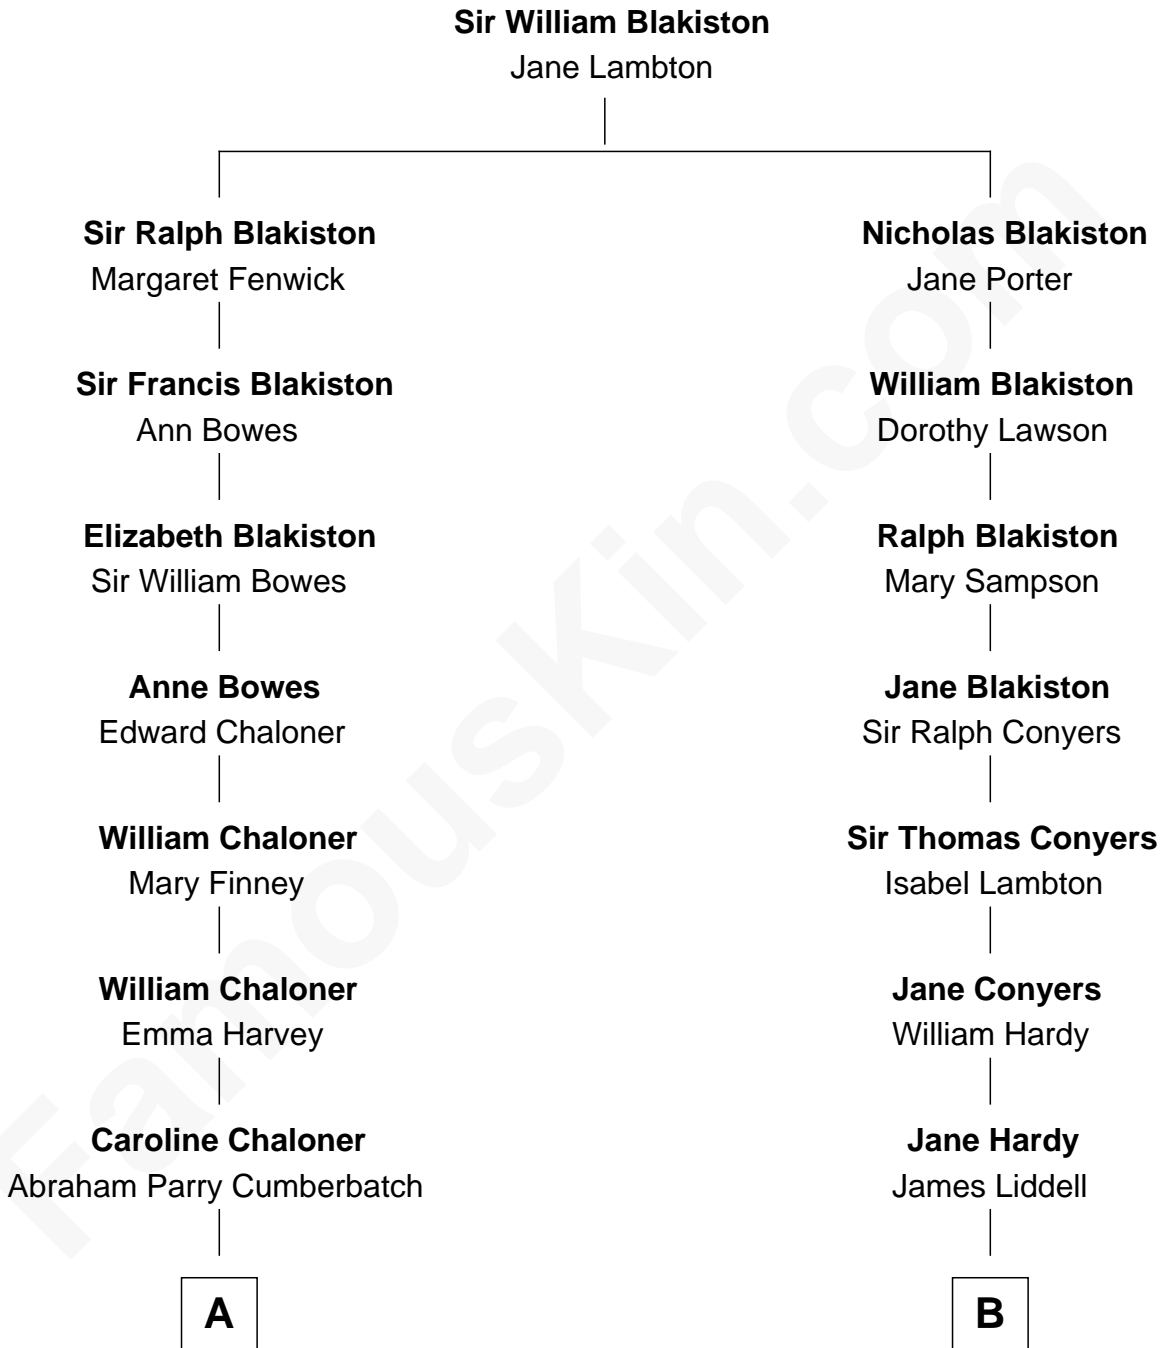 Sir William Blakiston
Jane Lambton
Sir Ralph Blakiston
Margaret Fenwick
Sir Francis Blakiston
Ann Bowes
Elizabeth Blakiston
Sir William Bowes
Anne Bowes
Edward Chaloner
William Chaloner
Mary Finney
William Chaloner
Emma Harvey
Caroline Chaloner
Abraham Parry Cumberbatch
A
Nicholas Blakiston
Jane Porter
William Blakiston
Dorothy Lawson
Ralph Blakiston
Mary Sampson
Jane Blakiston
Sir Ralph Conyers
Sir Thomas Conyers
Isabel Lambton
Jane Conyers
William Hardy
Jane Hardy
James Liddell
B
FamousKin.com